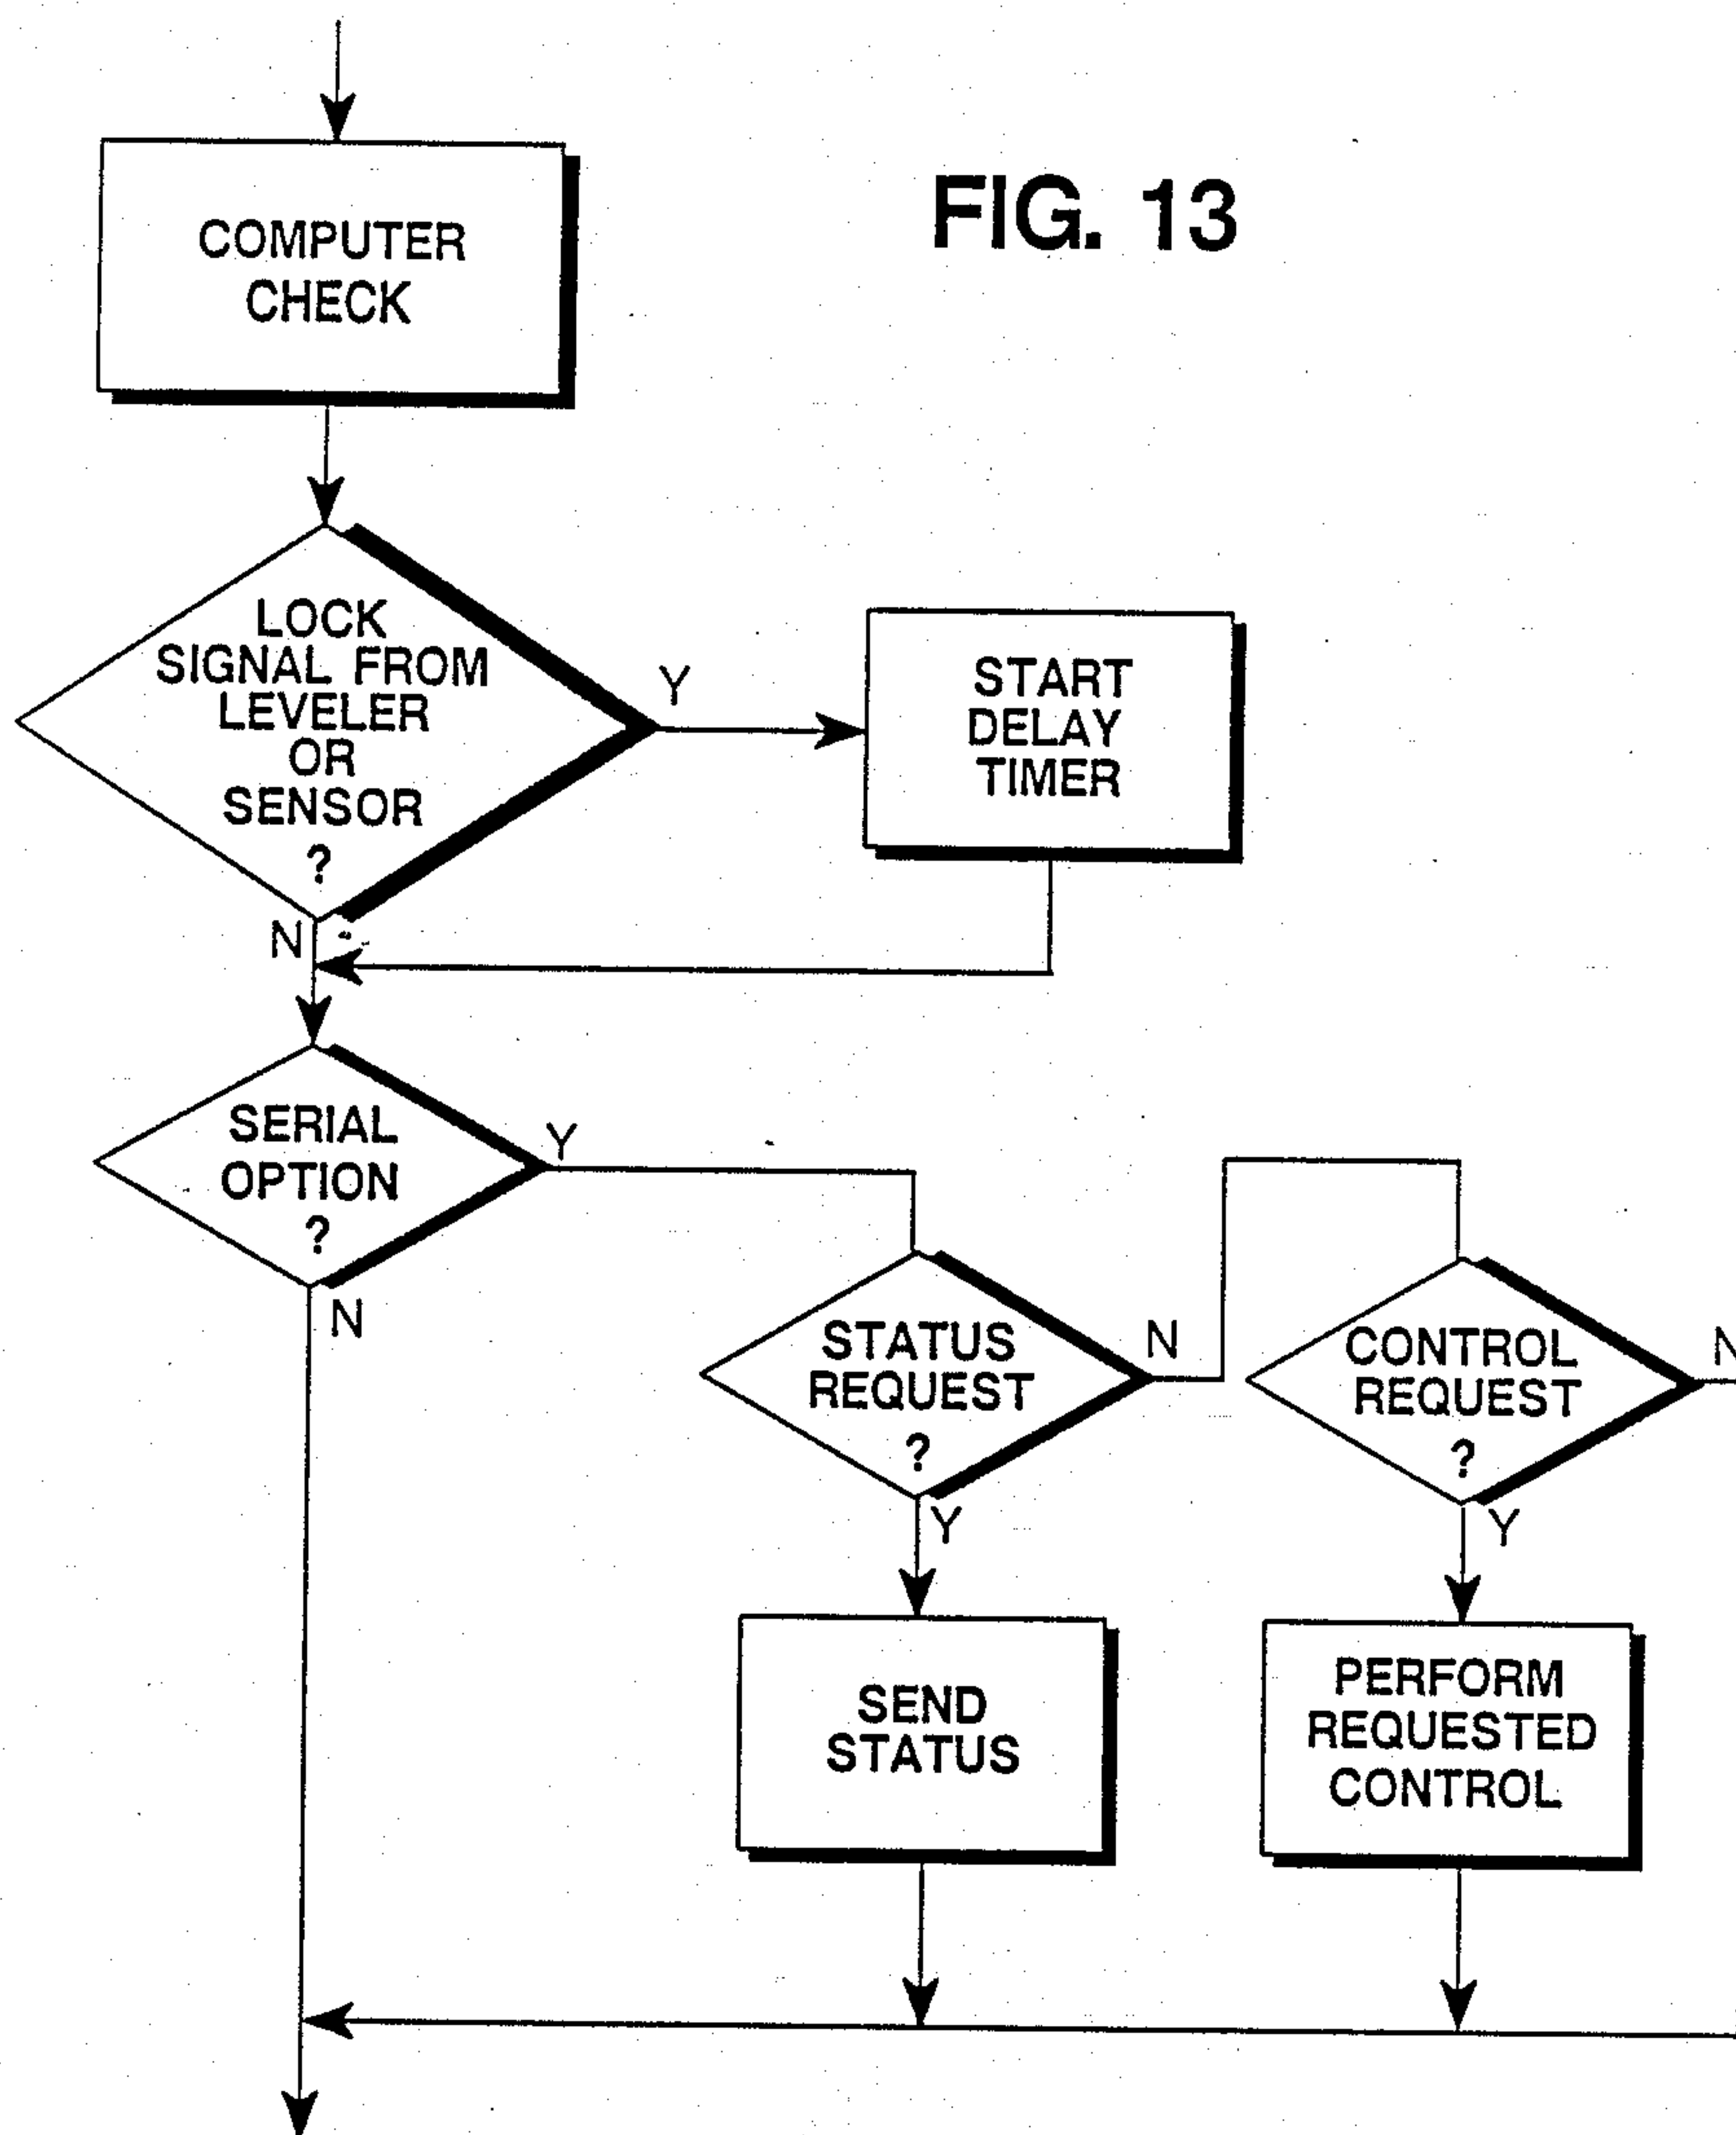 FIG. 13
COMPUTER
CHECK
LOCK
SIGNAL FROM
LEVELER
OR
SENSOR
?
Y
N
START
DELAY
TIMER
SERIAL
OPTION
?
Y
N
STATUS
REQUEST
?
N
Y
CONTROL
REQUEST
?
N
Y
SEND
STATUS
PERFORM
REQUESTED
CONTROL